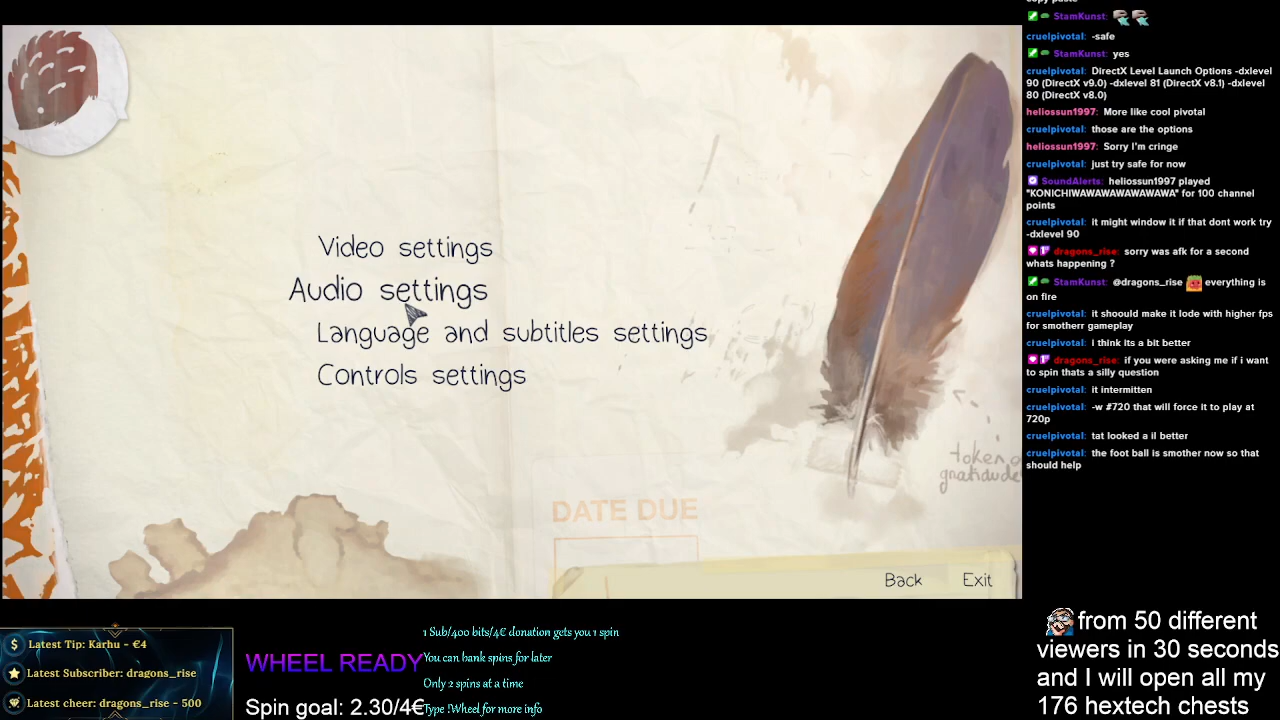 Video settings
Audio settings
Language and subtitles settings
Controls settings
token o
gratidude
DATE DUE
Back
Exit
copy paste
StamKunst:
cruelpivotal: -safe
StamKunst: yes
cruelpivotal: DirectX Level Launch Options -dxlevel
90 (DirectX v9.0) -dxlevel 81 (DirectX v8.1) -dxlevel
80 (DirectX v8.0)
heliossun1997: More like cool pivotal
cruelpivotal: those are the options
heliossun1997: Sorry I'm cringe
cruelpivotal: just try safe for now
SoundAlerts: heliossun1997 played
"KONICHIWAWAWAWAWAWAWA" for 100 channel
points
cruelpivotal: it might window it if that dont work try
-dxlevel 90
dragons_rise: sorry was afk for a second
whats happening ?
StamKunst: @dragons_rise everything is
on fire
cruelpivotal: it shoould make it lode with higher fps
for smotherr gameplay
cruelpivotal: i think its a bit better
dragons_rise: if you were asking me if i want
to spin thats a silly question
cruelpivotal: it intermitten
cruelpivotal: -w #720 that will force it to play at
720p
cruelpivotal: tat looked a il better
cruelpivotal: the foot ball is smother now so that
should help
Latest Tip: Karhu - €4
Latest Subscriber: dragons_rise
Latest cheer: dragons_rise - 500
WHEEL READY
Spin goal: 2.30/4€
1 Sub/400 bits/4€ donation gets you 1 spin
You can bank spins for later
Only 2 spins at a time
Type !Wheel for more info
from 50 different
viewers in 30 seconds
and I will open all my
176 hextech chests